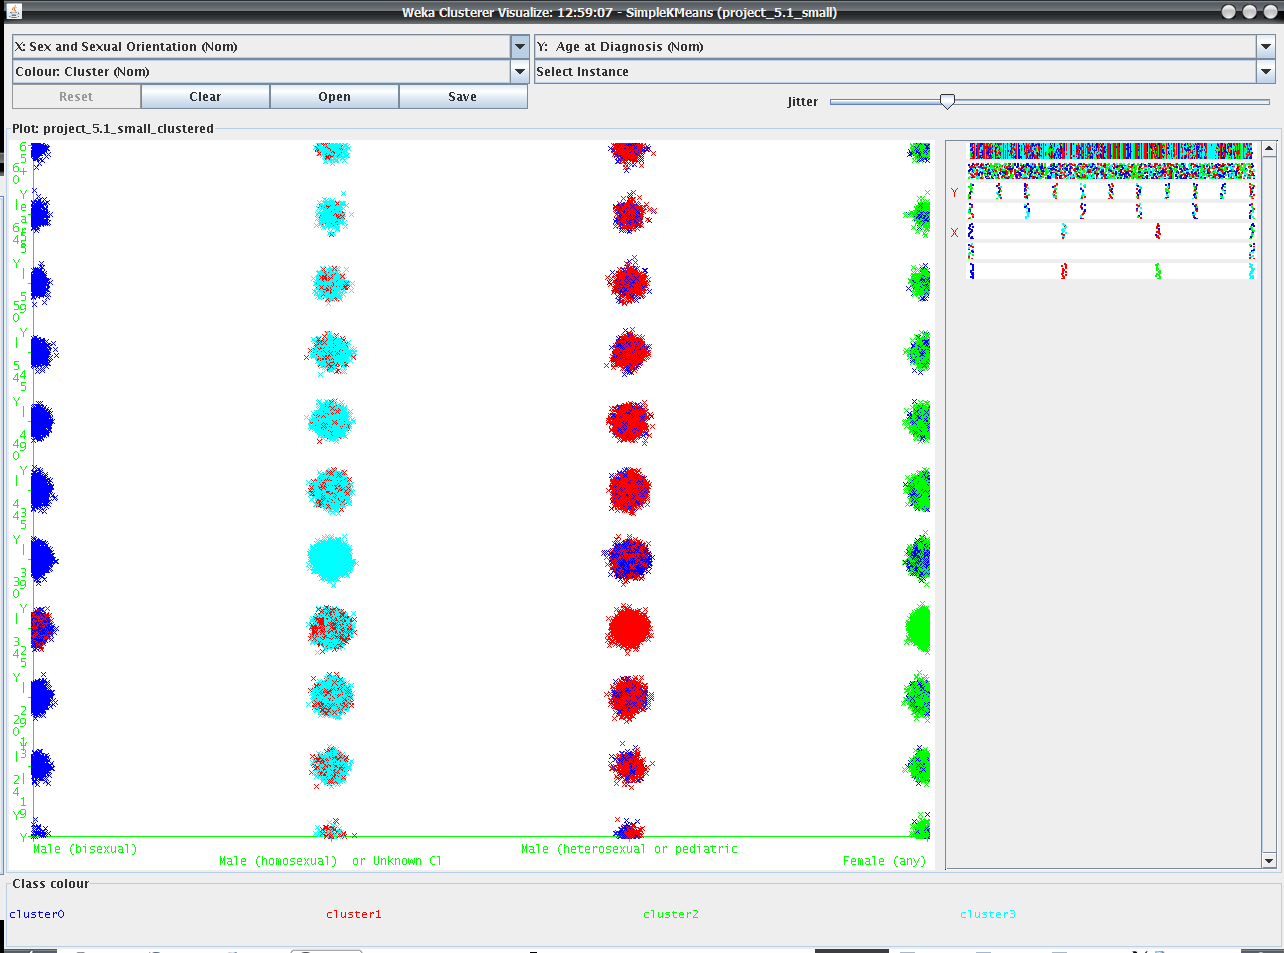 Weka Clusterer Visualize: 12:59:07 - SimpleKMeans (project_5.1_small)
X: Sex and Sexual Orientation (Nom)
Y:  Age at Diagnosis (Nom)
Colour: Cluster (Nom)
Select Instance
Reset
Clear
Open
Save
Jitter
Plot: project_5.1_small_clustered
Y
X
Male (bisexual)
Male (homosexual)  or Unknown Cl
Male (heterosexual or pediatric
Female (any)
Class colour
cluster0
cluster1
cluster2
cluster3